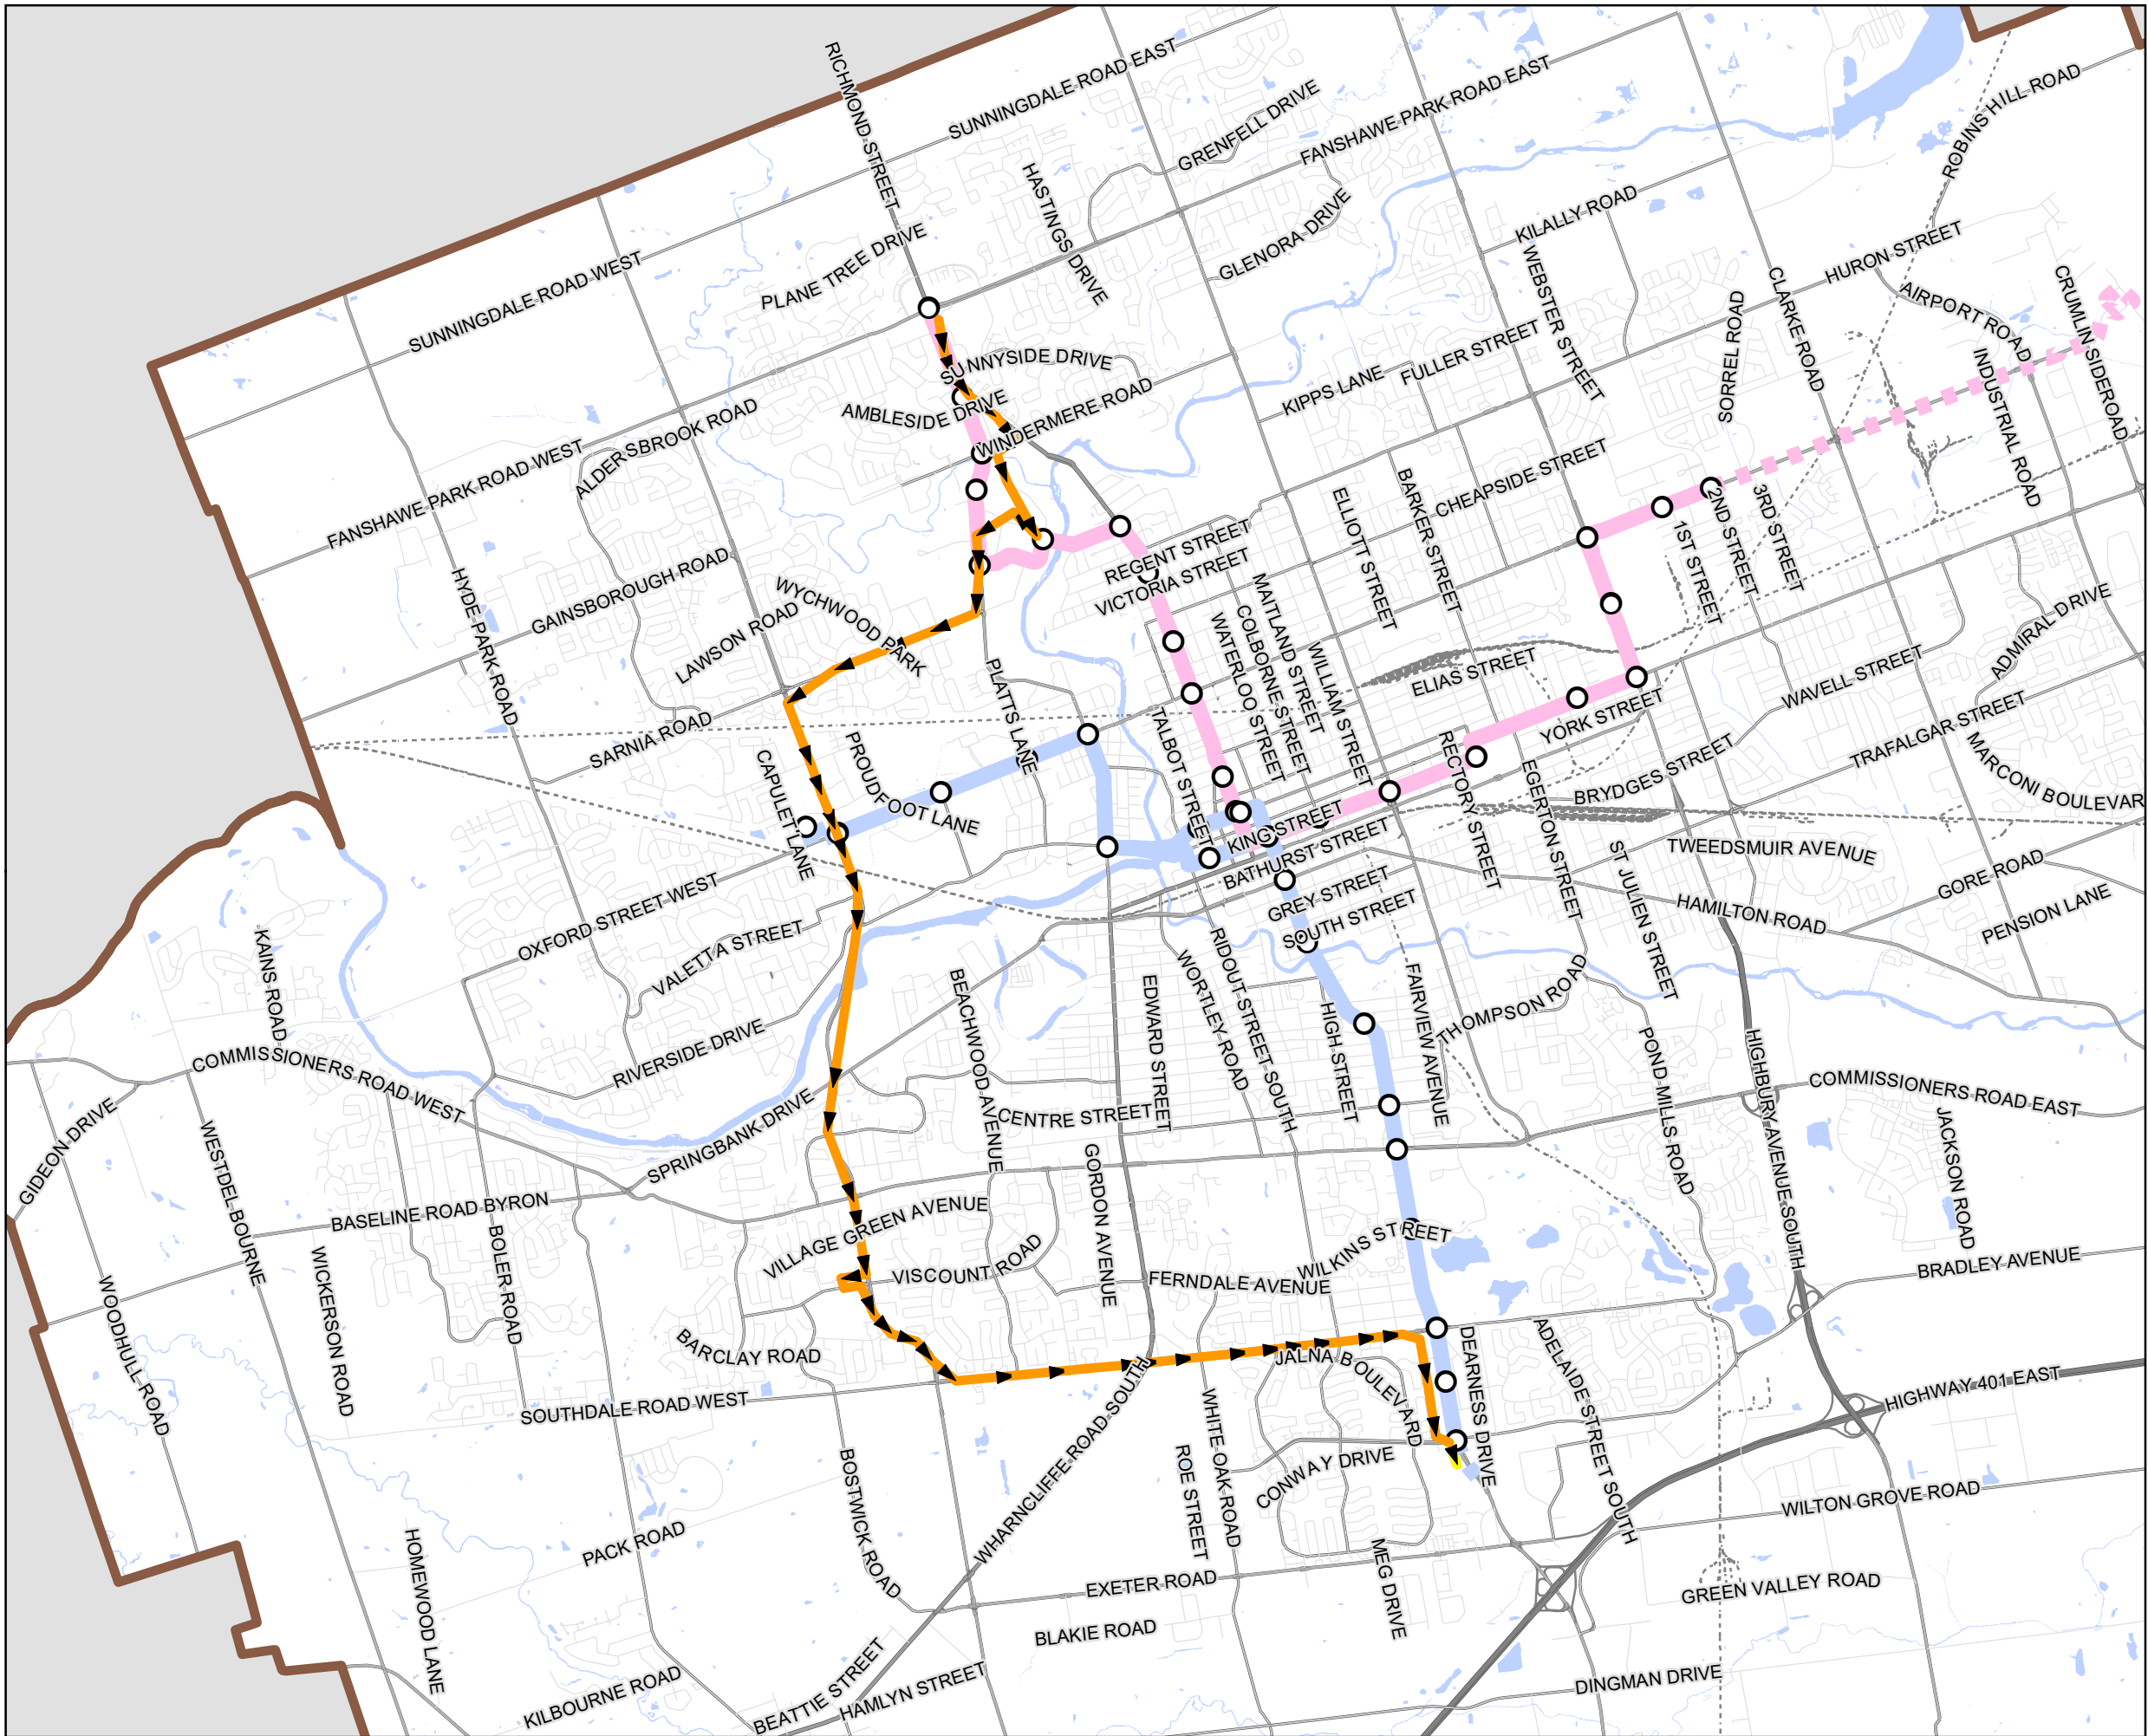 RICHMOND STREET
SUNNINGDALE ROAD EAST
GRENFELL DRIVE
FANSHAWE PARK ROAD EAST
ROBINS HILL ROAD
HASTINGS DRIVE
PLANE TREE DRIVE
GLENORA DRIVE
KILALLY ROAD
WEBSTER STREET
HURON STREET
SUNNINGDALE ROAD WEST
CLARKE ROAD
AIRPORT ROAD
CRUMLIN SIDEROAD
SORREL ROAD
INDUSTRIAL ROAD
SUNNYSIDE DRIVE
FULLER STREET
KIPPS LANE
AMBLESIDE DRIVE
WINDERMERE ROAD
ALDERSBROOK ROAD
FANSHAWE PARK ROAD WEST
CHEAPSIDE STREET
BARKER STREET
ELLIOTT STREET
1ST STREET
2ND STREET
3RD STREET
REGENT STREET
VICTORIA STREET
GAINSBOROUGH ROAD
HYDE PARK ROAD
LAWSON ROAD
WYCHWOOD PARK
MAITLAND STREET
COLBORNE STREET
WATERLOO STREET
WILLIAM STREET
ELIAS STREET
ADMIRAL DRIVE
WAVELL STREET
PLATTS LANE
SARNIA ROAD
CAPULET LANE
PROUDFOOT LANE
TALBOT STREET
YORK STREET
RECTORY STREET
EGERTON STREET
BRYDGES STREET
TRAFALGAR STREET
MARCONI BOULEVAR
KING STREET
BATHURST STREET
GREY STREET
SOUTH STREET
TWEEDSMUIR AVENUE
ST JULIEN STREET
HAMILTON ROAD
GORE ROAD
PENSION LANE
OXFORD STREET WEST
VALETTA STREET
KAINS ROAD
RIVERSIDE DRIVE
BEACHWOOD AVENUE
EDWARD STREET
WORTLEY ROAD
RIDOUT STREET SOUTH
HIGH STREET
FAIRVIEW AVENUE
THOMPSON ROAD
POND MILLS ROAD
HIGHBURY AVENUE SOUTH
COMMISSIONERS ROAD EAST
JACKSON ROAD
COMMISSIONERS ROAD WEST
GIDEON DRIVE
WESTDEL BOURNE
SPRINGBANK DRIVE
CENTRE STREET
GORDON AVENUE
BASELINE ROAD BYRON
BOLER ROAD
WICKERSON ROAD
WOODHULL ROAD
VILLAGE GREEN AVENUE
VISCOUNT ROAD
FERNDALE AVENUE
WILKINS STREET
BRADLEY AVENUE
BARCLAY ROAD
JALNA BOULEVARD
DEARNESS DRIVE
ADELAIDE STREET SOUTH
HIGHWAY 401 EAST
SOUTHDALE ROAD WEST
WHARNCLIFFE ROAD SOUTH
WHITE OAK ROAD
ROE STREET
CONWAY DRIVE
BOSTWICK ROAD
PACK ROAD
HOMEWOOD LANE
WILTON GROVE ROAD
MEG DRIVE
EXETER ROAD
GREEN VALLEY ROAD
BLAKIE ROAD
KILBOURNE ROAD
BEATTIE STREET
HAMLYN STREET
DINGMAN DRIVE